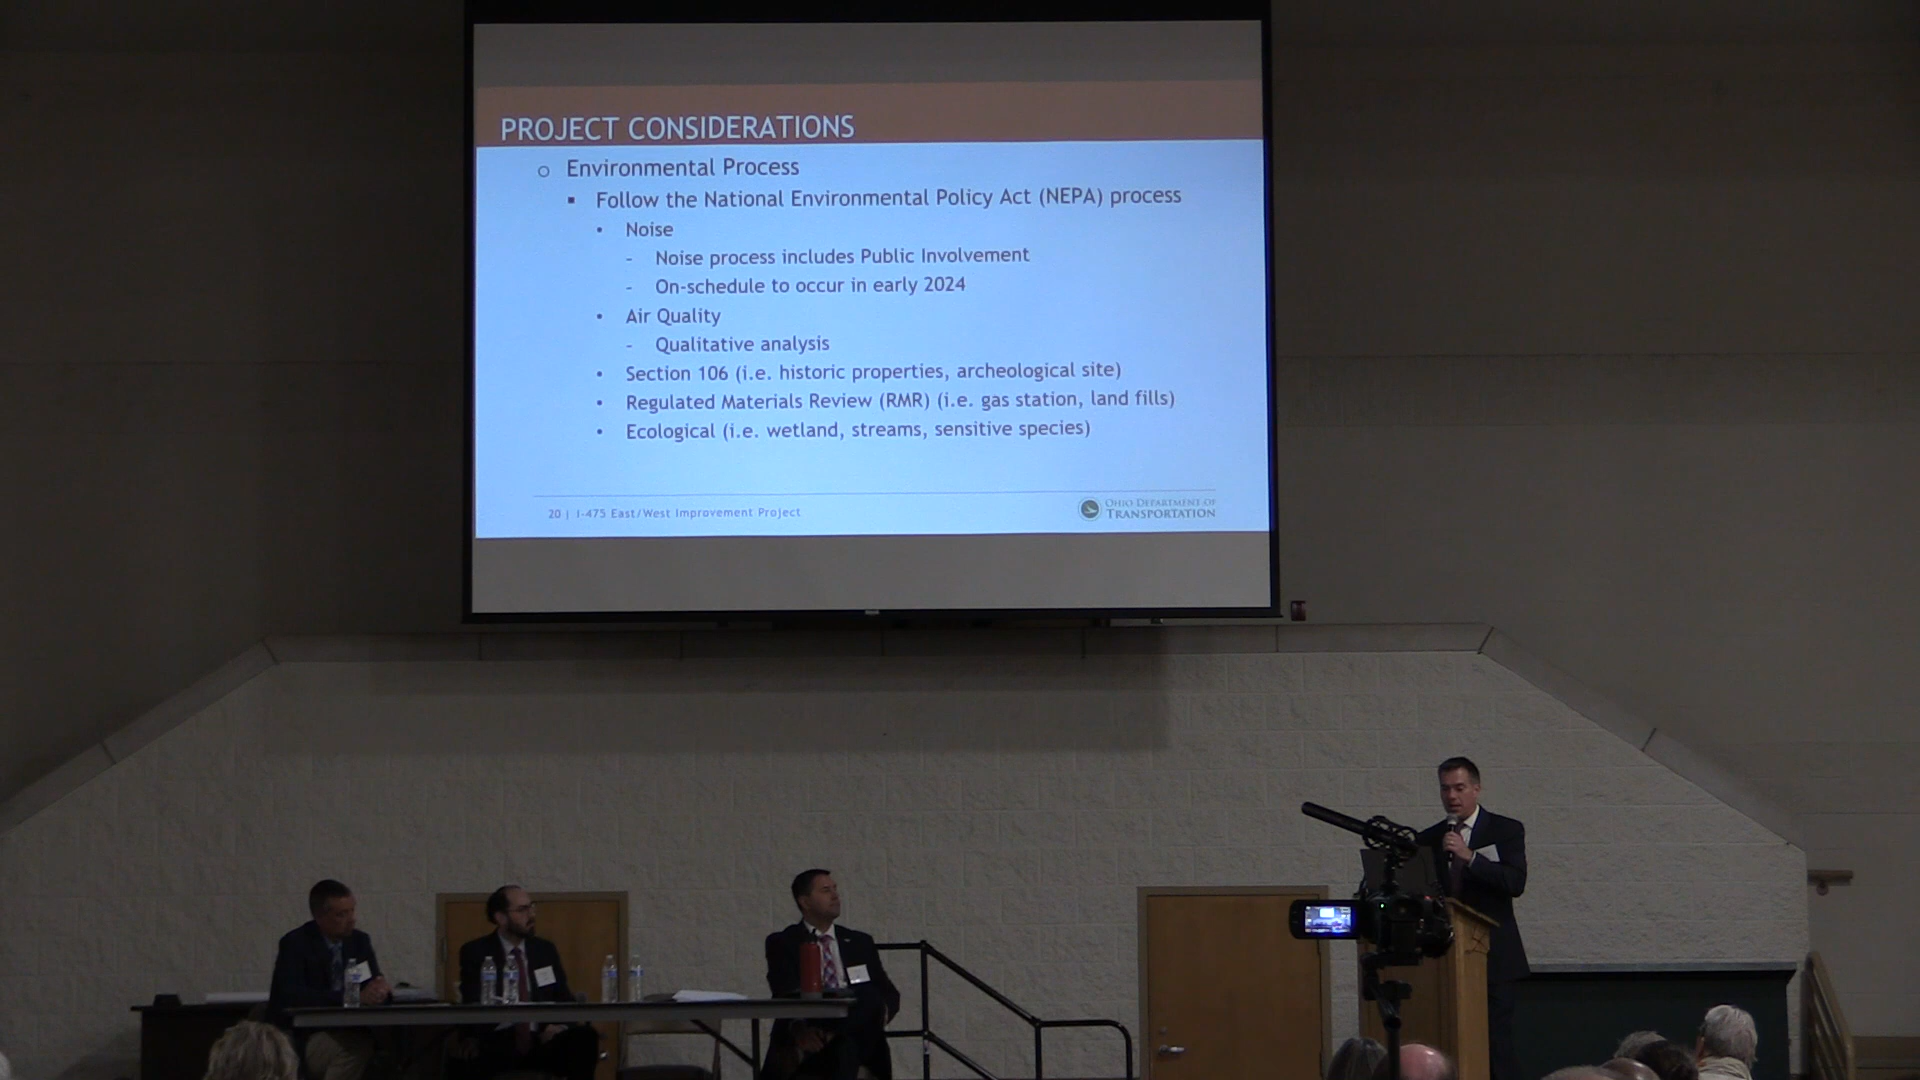 PROJECT CONSIDERATIONS
o Environmental Process
▪ Follow the National Environmental Policy Act (NEPA) process
• Noise
- Noise process includes Public Involvement
- On-schedule to occur in early 2024
• Air Quality
- Qualitative analysis
• Section 106 (i.e. historic properties, archeological site)
• Regulated Materials Review (RMR) (i.e. gas station, land fills)
• Ecological (i.e. wetland, streams, sensitive species)
20 | I-475 East/West Improvement Project
OHIO DEPARTMENT OF
TRANSPORTATION